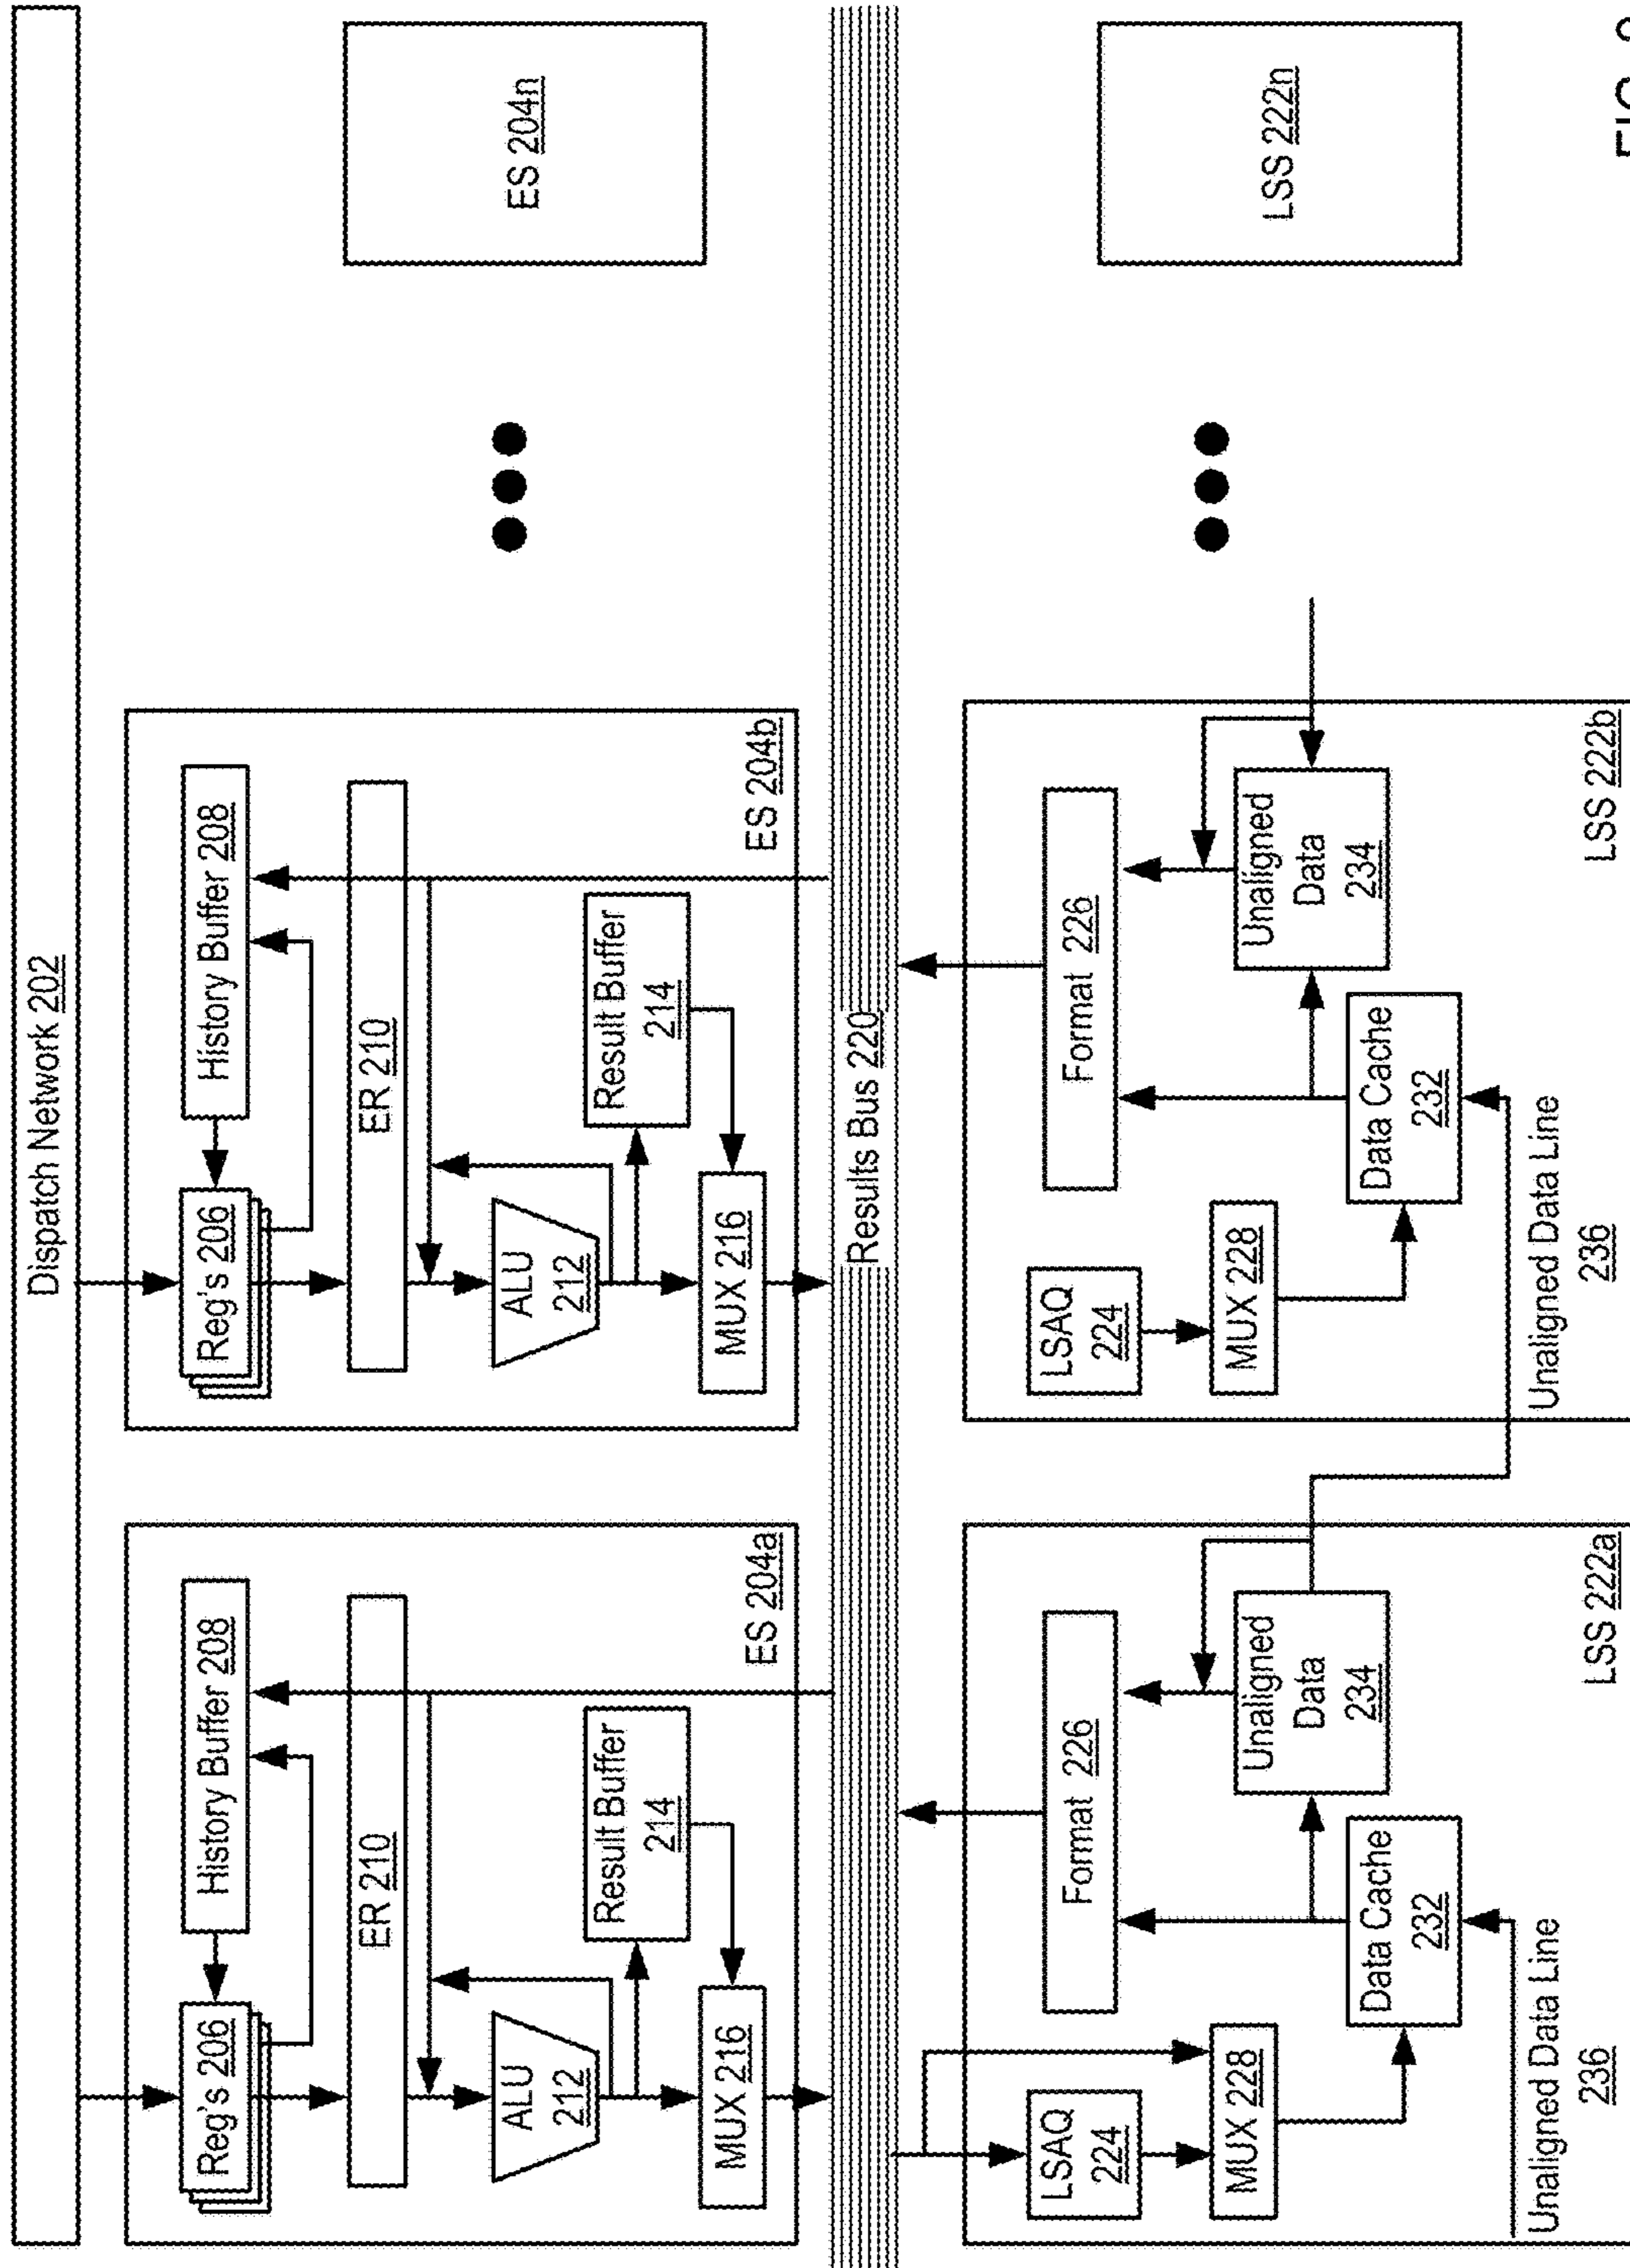 Dispatch Network 202
Reg's 206
History Buffer 208
ER 210
ALU
212
Result Buffer
214
MUX 216
ES 204a
Reg's 206
History Buffer 208
ER 210
ALU
212
Result Buffer
214
MUX 216
ES 204b
ES 204n
Results Bus 220
LSAQ
224
MUX 228
Format 226
Data Cache
232
Unaligned
Data
234
Unaligned Data Line
236
LSS 222a
LSAQ
224
MUX 228
Format 226
Data Cache
232
Unaligned
Data
234
Unaligned Data Line
236
LSS 222b
LSS 222n